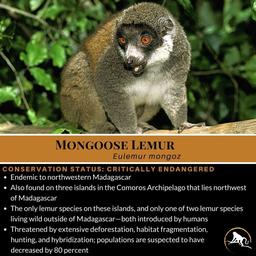 MONGOOSE LEMUR
Eulemur mongoz
CONSERVATION STATUS: CRITICALLY ENDANGERED
• Endemic to northwestern Madagascar
• Also found on three islands in the Comoros Archipelago that lies northwest
of Madagascar
• The only lemur species on these islands, and only one of two lemur species
living wild outside of Madagascar—both introduced by humans
• Threatened by extensive deforestation, habitat fragmentation,
hunting, and hybridization; populations are suspected to have
decreased by 80 percent